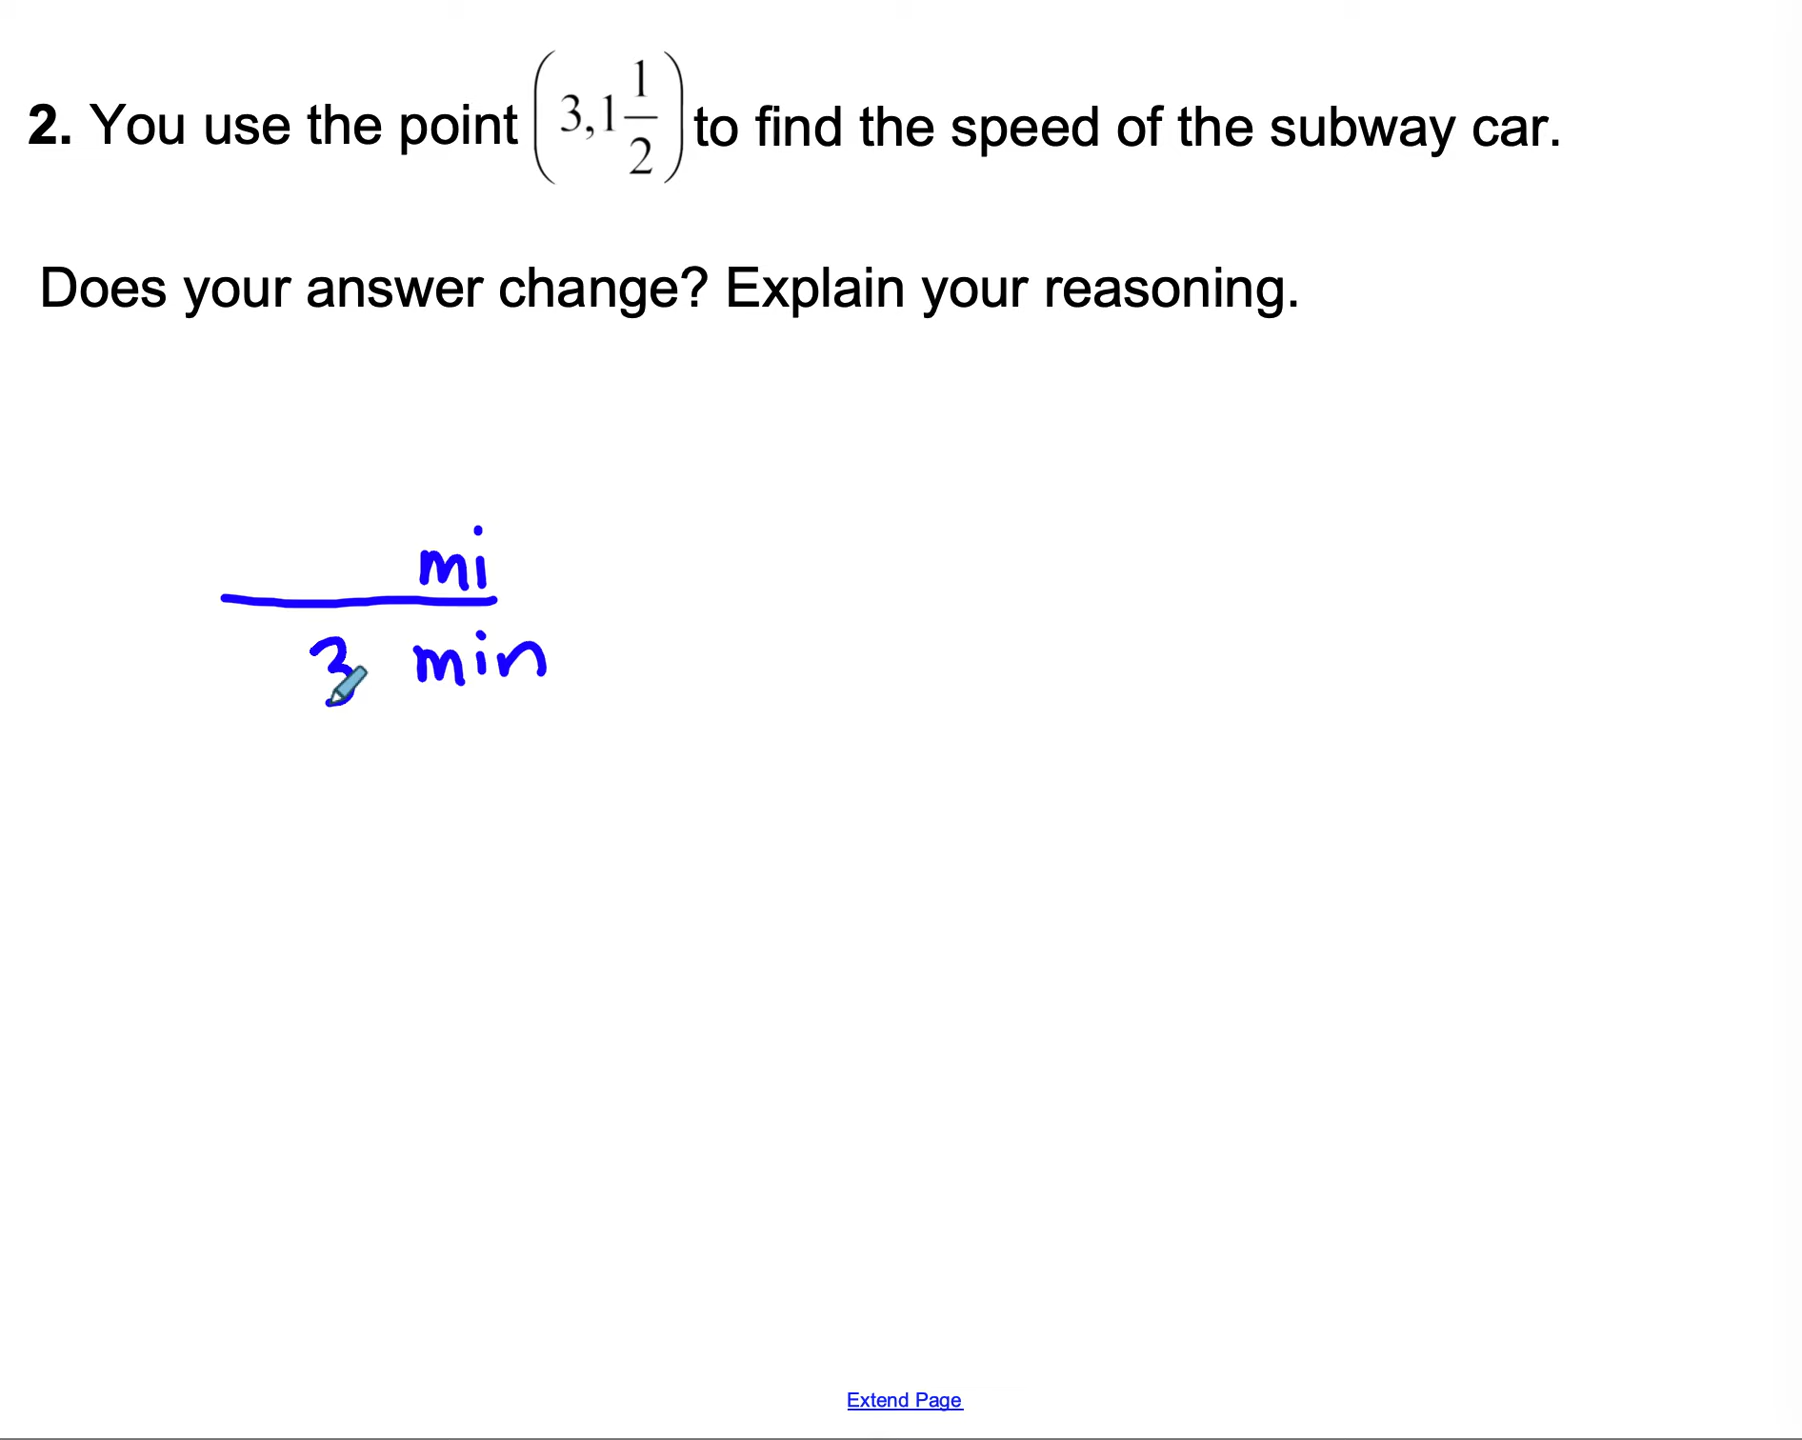 2. You use the point (3, 1 1/2) to find the speed of the subway car.
Does your answer change? Explain your reasoning.
mi
3 min
Extend Page